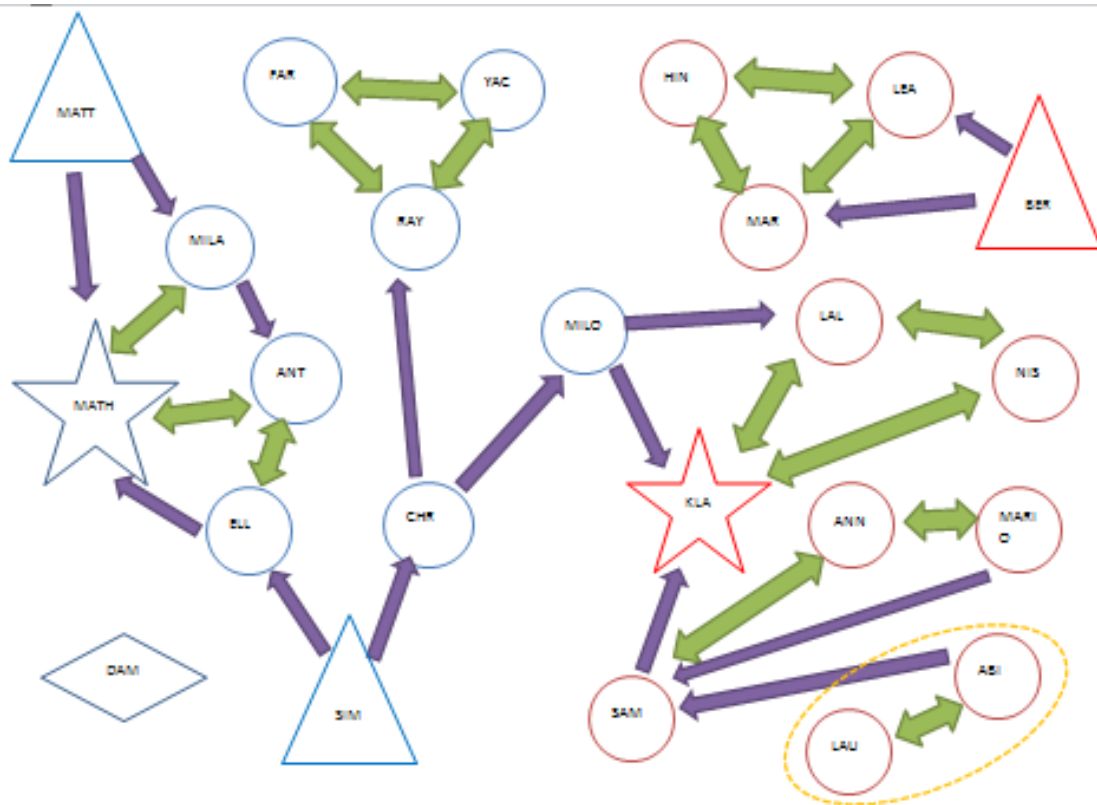 FAR
YAC
HIN
LEA
MATT
RAY
MAR
BER
MILA
MILO
LAL
ANT
NIS
MATH
KLA
ELL
CHR
ANN
MARI
O
DAM
SIM
SAM
ABI
LAU